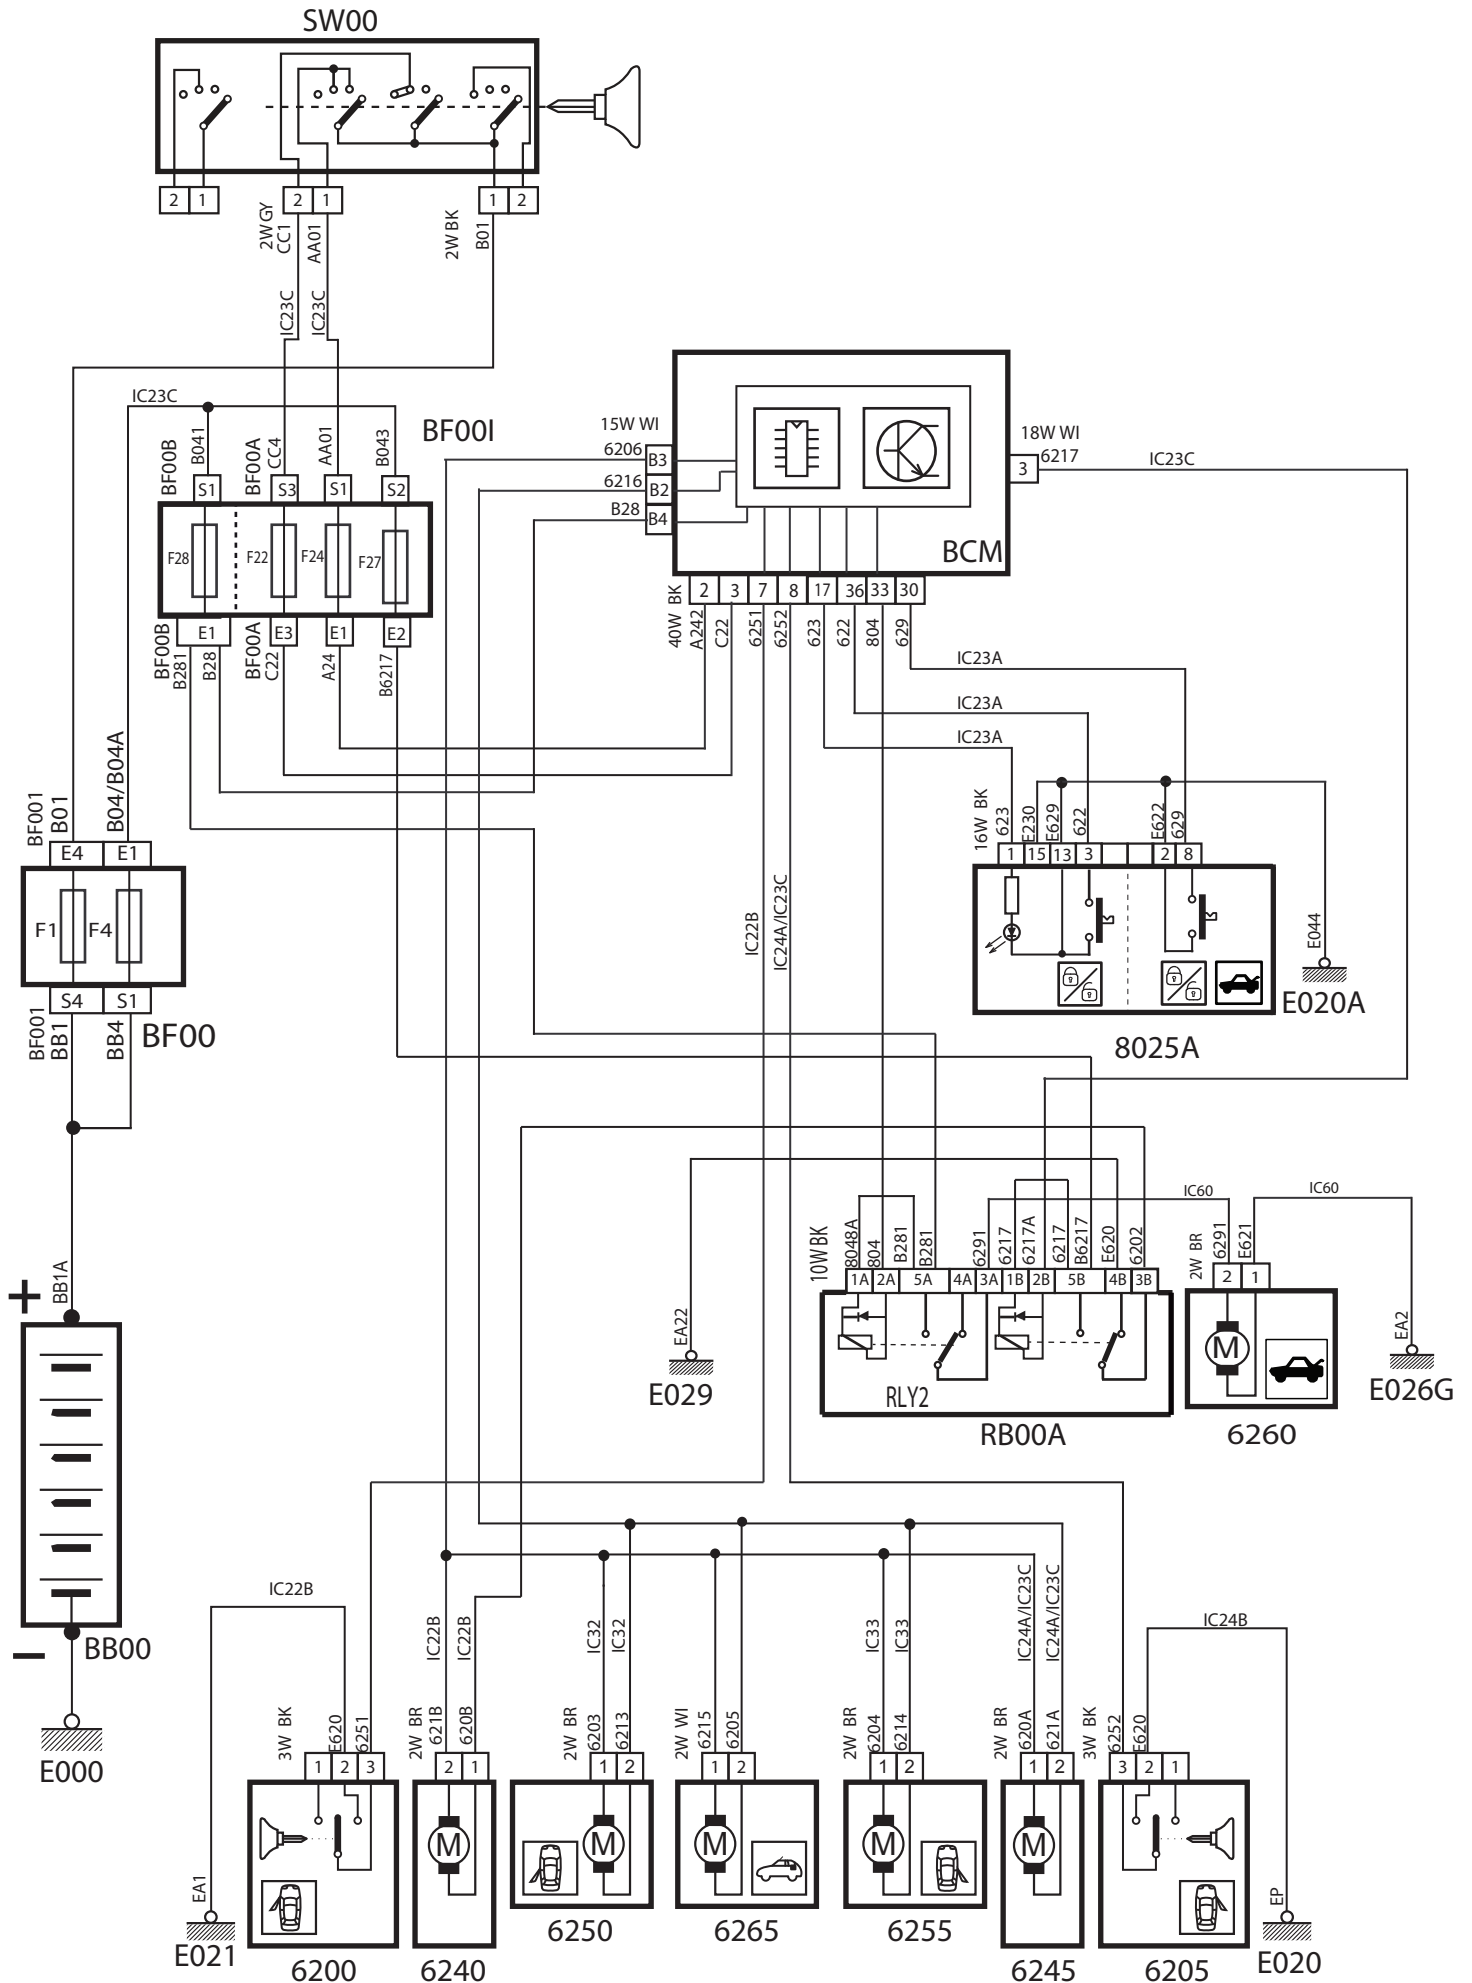 SW00
2 1
2 1
1 2
2W GY
CC1
AA01
2W BK
B01
IC23C
IC23C
IC23C
BF00I
BF00B
B041
BF00A
CC4
AA01
B043
S1 S3 S1 S2
F28 F22 F24 F27
E1 E3 E1 E2
BF00B
B281
B28
BF00A
C22
A24
B6217
15W WI
6206 B3
6216 B2
B28 B4
18W WI
3 6217
IC23C
BCM
2 3 7 8 17 36 33 30
40W BK
A242
C22
6251
6252
623
622
804
629
IC23A
IC23A
IC23A
BF001
B01
B04/B04A
E4 E1
F1 F4
S4 S1
BF001
BB1
BB4
BF00
16W BK
623
E230
E629
622
E622
629
1 15 13 3 2 8
E044
E020A
8025A
IC22B
IC24A/IC23C
BB1A
+
−
BB00
E000
EA22
E029
10W BK
8048A
804
B281
B281
6291
6217
6217A
6217
B6217
E620
6202
1A 2A 5A 4A 3A 1B 2B 5B 4B 3B
RLY2
RB00A
IC60
IC60
2W BR
6291
E621
2 1
M
6260
EA2
E026G
IC22B
IC22B
IC22B
IC32
IC32
IC33
IC33
IC24A/IC23C
IC24A/IC23C
IC24B
EA1
E021
3W BK
E620
6251
1 2 3
6200
2W BR
621B
620B
2 1
M
6240
2W BR
6203
6213
1 2
M
6250
2W WI
6215
6205
1 2
M
6265
2W BR
6204
6214
1 2
M
6255
2W BR
620A
621A
1 2
M
6245
3W BK
6252
E620
3 2 1
6205
EP
E020